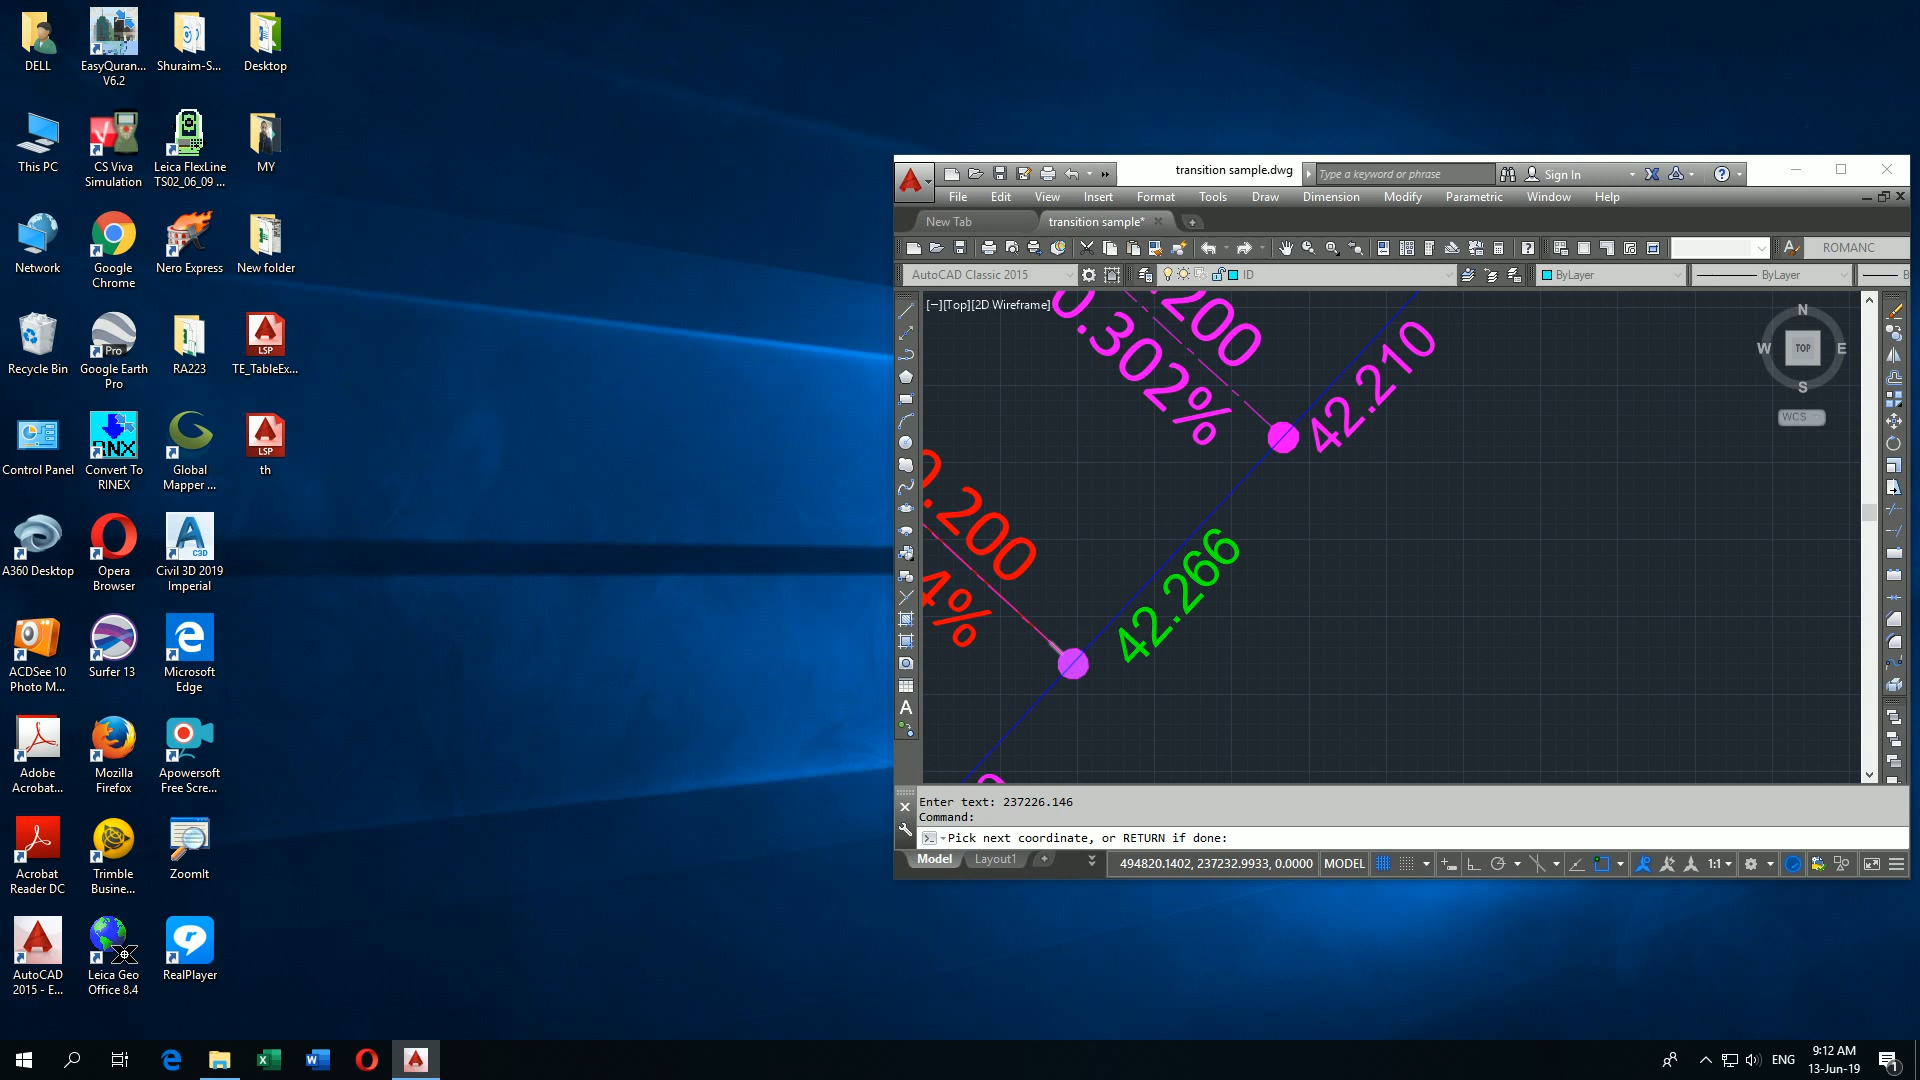 DELL
EasyQuran...
V6.2
Shuraim-S...
Desktop
This PC
CS Viva
Simulation
Leica FlexLine
TS02_06_09 ...
MY
Network
Google
Chrome
Nero Express
New folder
Recycle Bin
Pro
Google Earth
Pro
RA223
LSP
TE_TableEx...
Control Panel
RINX
Convert To
RINEX
Global
Mapper ...
LSP
th
A360 Desktop
Opera
Browser
C3D
Civil 3D 2019
Imperial
ACDSee 10
Photo M...
Surfer 13
Microsoft
Edge
Adobe
Acrobat...
Mozilla
Firefox
Apowersoft
Free Scre...
Acrobat
Reader DC
Trimble
Busine...
ZoomIt
AutoCAD
2015 - E...
Leica Geo
Office 8.4
RealPlayer
transition sample.dwg
Type a keyword or phrase
Sign In
File Edit View Insert Format Tools Draw Dimension Modify Parametric Window Help
New Tab
transition sample*
ROMANC
AutoCAD Classic 2015
ID
ByLayer
ByLayer
[−][Top][2D Wireframe]
.200
0.302%
42.210
0.200
4%
42.266
N
W
TOP
E
S
WCS
Enter text: 237226.146
Command:
Pick next coordinate, or RETURN if done:
Model
Layout1
494820.1402, 237232.9933, 0.0000
MODEL
1:1
ENG
9:12 AM
13-Jun-19
1